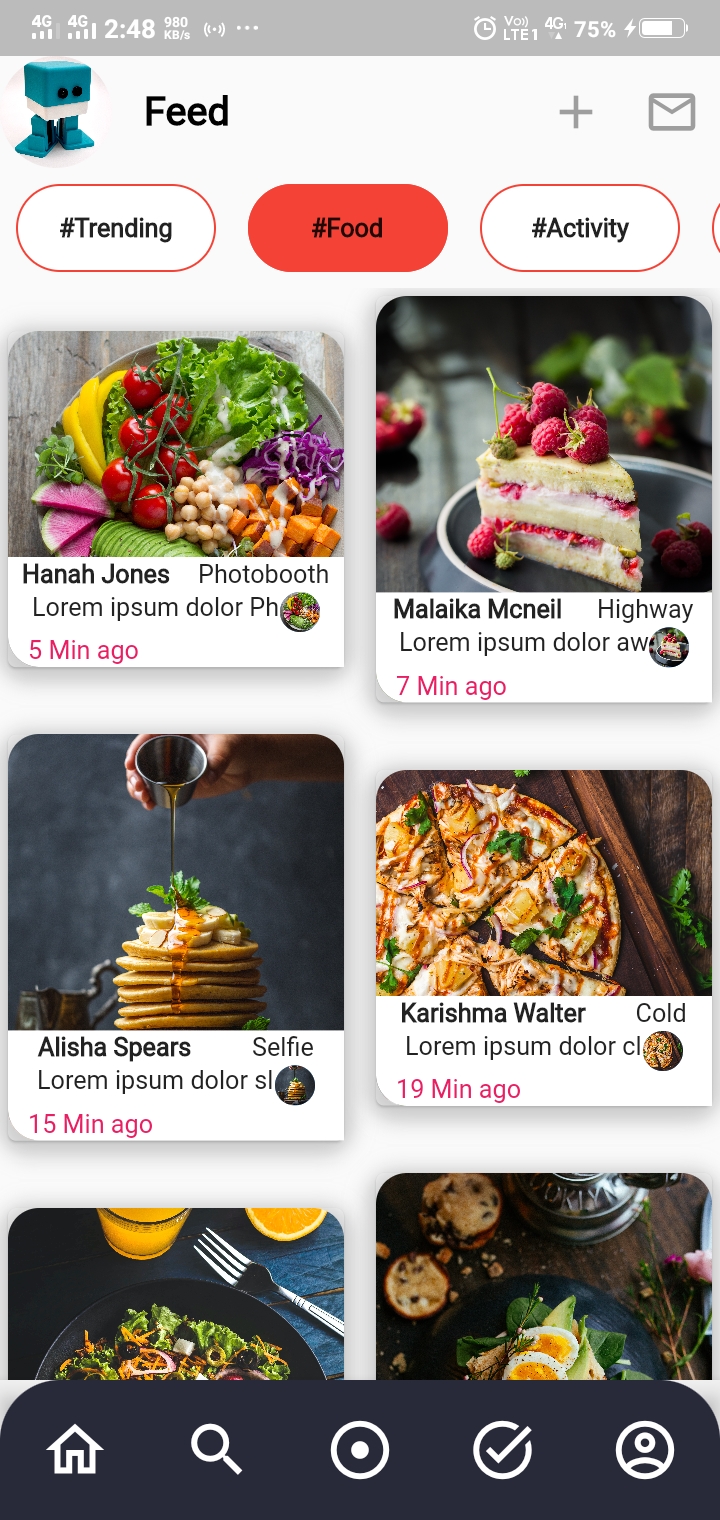 4G 4G 2:48 980 KB/s ... Vo) LTE1 4G 75%
Feed
#Trending #Food #Activity
Hanah Jones Photobooth
Lorem ipsum dolor Ph
5 Min ago
Malaika Mcneil Highway
Lorem ipsum dolor aw
7 Min ago
Alisha Spears Selfie
Lorem ipsum dolor sl
15 Min ago
Karishma Walter Cold
Lorem ipsum dolor cl
19 Min ago